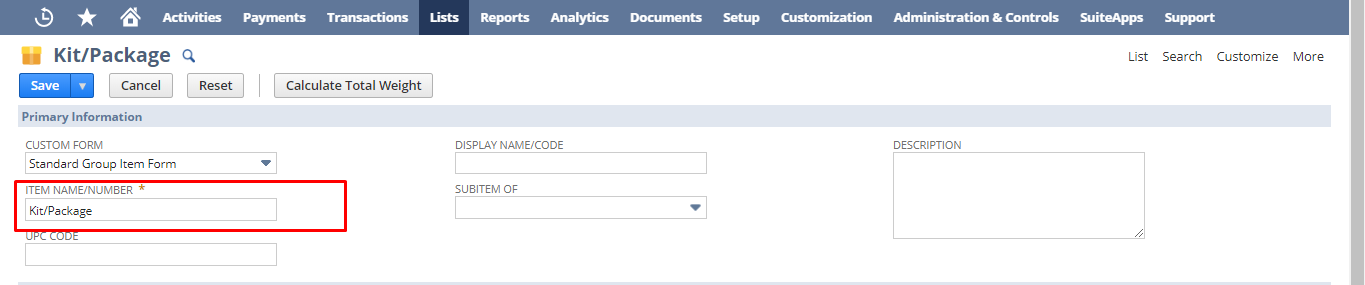 Activities Payments Transactions Lists Reports Analytics Documents Setup Customization Administration & Controls SuiteApps Support
Kit/Package
List Search Customize More
Save Cancel Reset Calculate Total Weight
Primary Information
CUSTOM FORM
Standard Group Item Form
ITEM NAME/NUMBER *
Kit/Package
UPC CODE
DISPLAY NAME/CODE
SUBITEM OF
DESCRIPTION